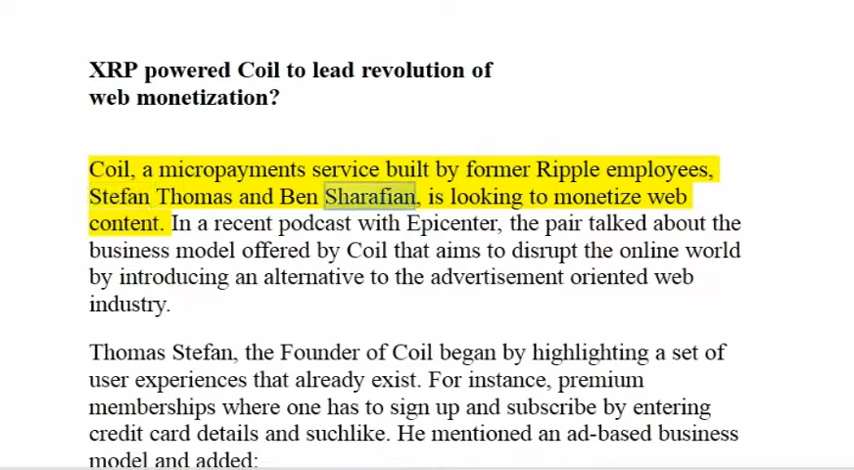 XRP powered Coil to lead revolution of
web monetization?
Coil, a micropayments service built by former Ripple employees,
Stefan Thomas and Ben Sharafian, is looking to monetize web
content. In a recent podcast with Epicenter, the pair talked about the
business model offered by Coil that aims to disrupt the online world
by introducing an alternative to the advertisement oriented web
industry.
Thomas Stefan, the Founder of Coil began by highlighting a set of
user experiences that already exist. For instance, premium
memberships where one has to sign up and subscribe by entering
credit card details and suchlike. He mentioned an ad-based business
model and added: